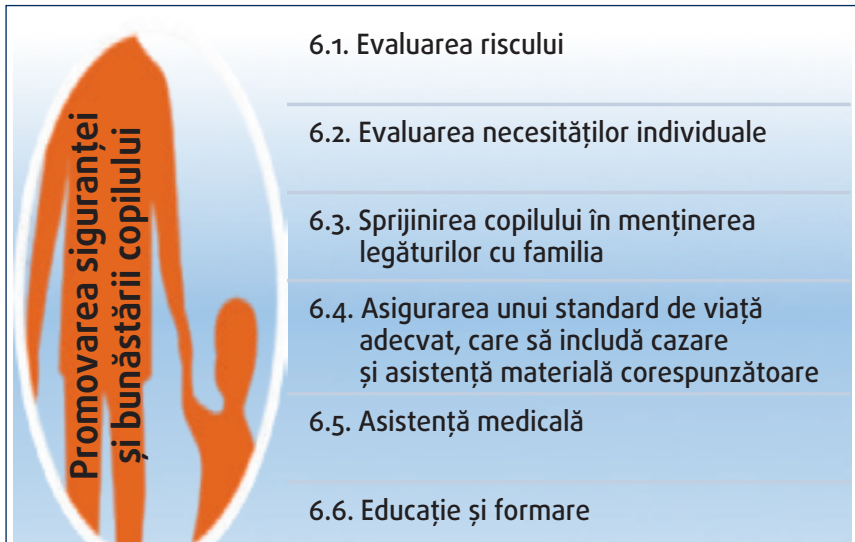 Promovarea siguranței
și bunăstării copilului
6.1. Evaluarea riscului
6.2. Evaluarea necesităților individuale
6.3. Sprijinirea copilului în menținerea
legăturilor cu familia
6.4. Asigurarea unui standard de viață
adecvat, care să includă cazare
și asistență materială corespunzătoare
6.5. Asistență medicală
6.6. Educație și formare